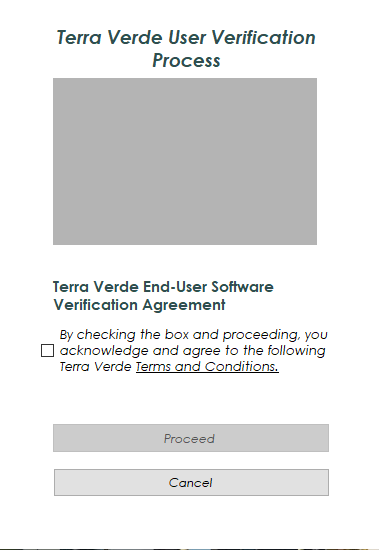 Terra Verde User Verification
Process
Terra Verde End-User Software
Verification Agreement
By checking the box and proceeding, you
acknowledge and agree to the following
Terra Verde Terms and Conditions.
Proceed
Cancel